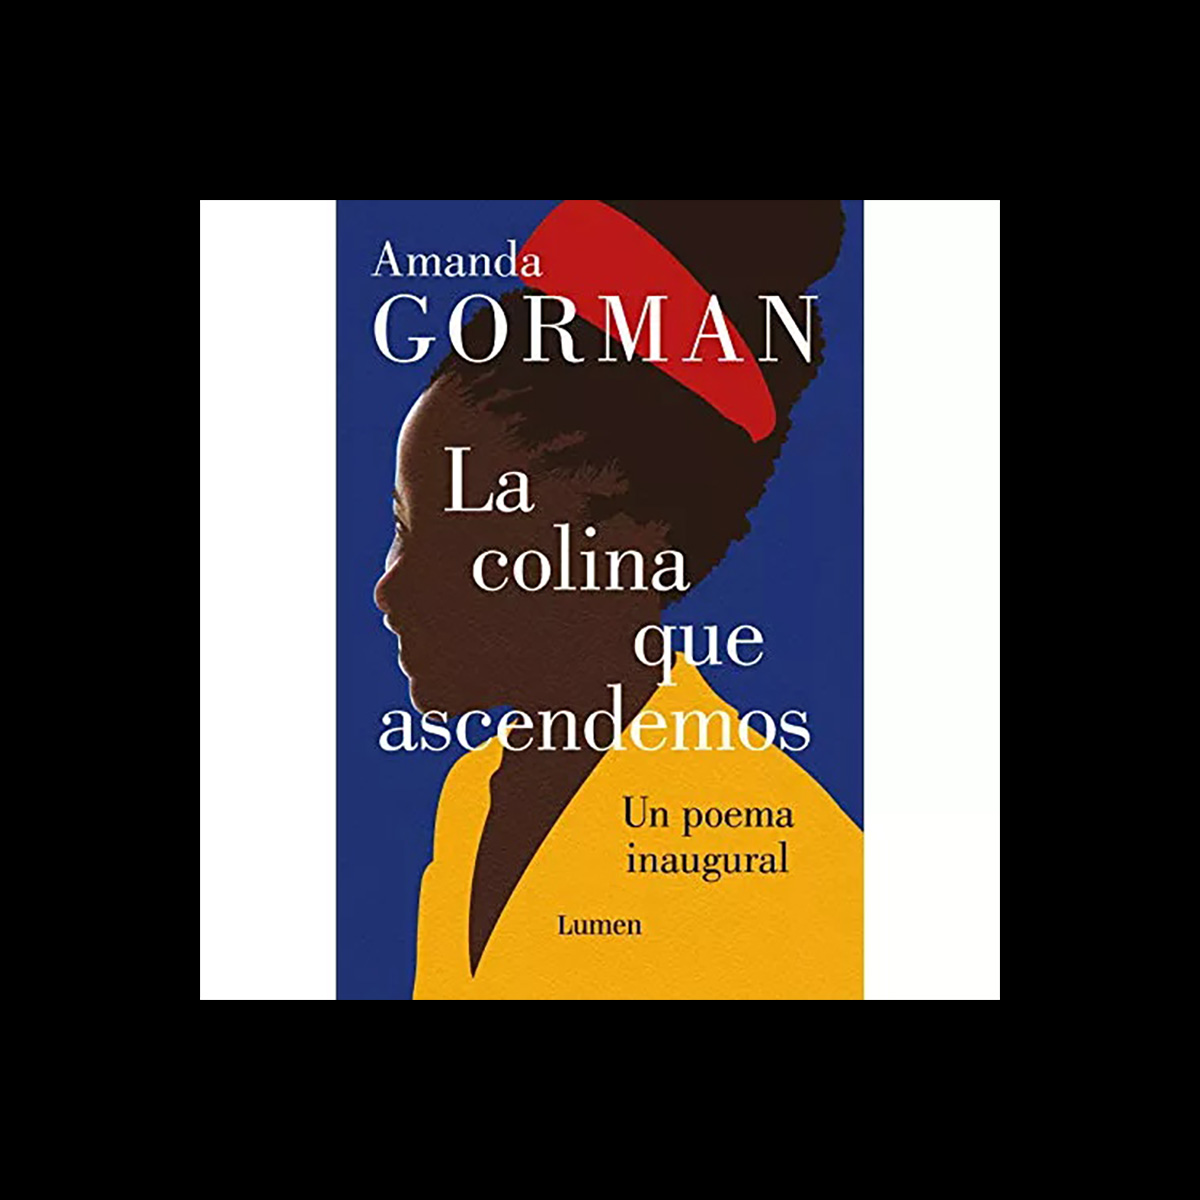 Amanda
GORMAN
La
colina
que
ascendemos
Un poema
inaugural
Lumen